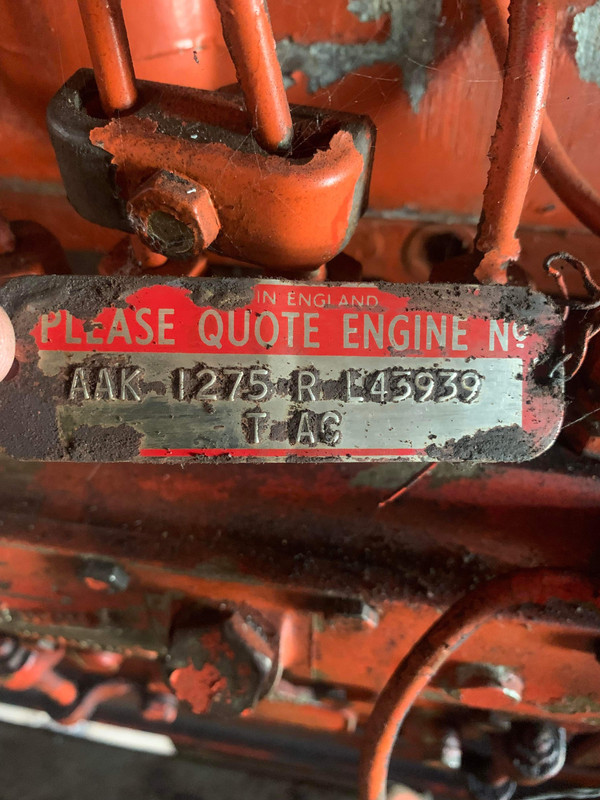 IN ENGLAND
PLEASE QUOTE ENGINE Nº
AAK 1275 R L43939
T AC